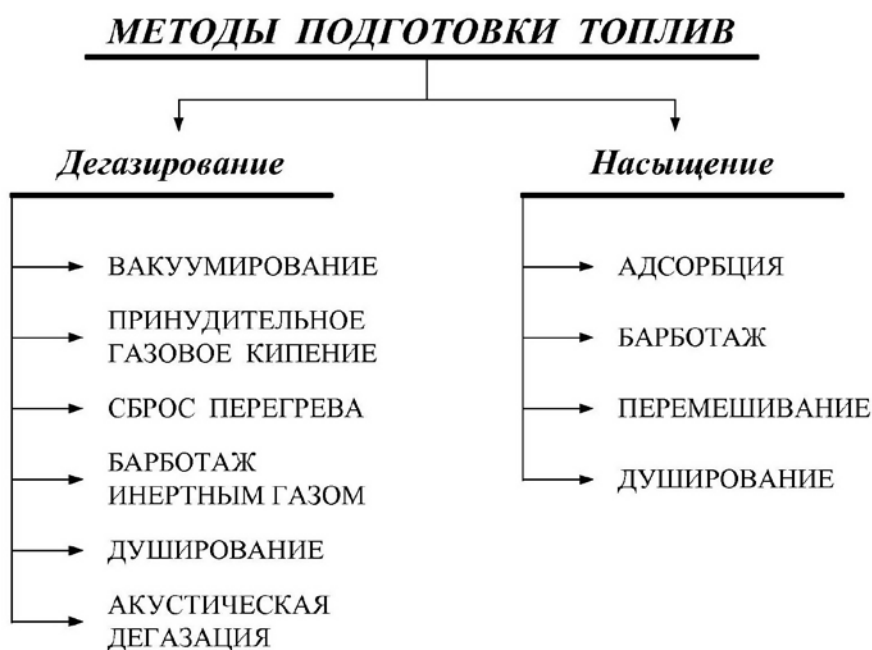 МЕТОДЫ ПОДГОТОВКИ ТОПЛИВ
Дегазирование
ВАКУУМИРОВАНИЕ
ПРИНУДИТЕЛЬНОЕ
ГАЗОВОЕ КИПЕНИЕ
СБРОС ПЕРЕГРЕВА
БАРБОТАЖ
ИНЕРТНЫМ ГАЗОМ
ДУШИРОВАНИЕ
АКУСТИЧЕСКАЯ
ДЕГАЗАЦИЯ
Насыщение
АДСОРБЦИЯ
БАРБОТАЖ
ПЕРЕМЕШИВАНИЕ
ДУШИРОВАНИЕ